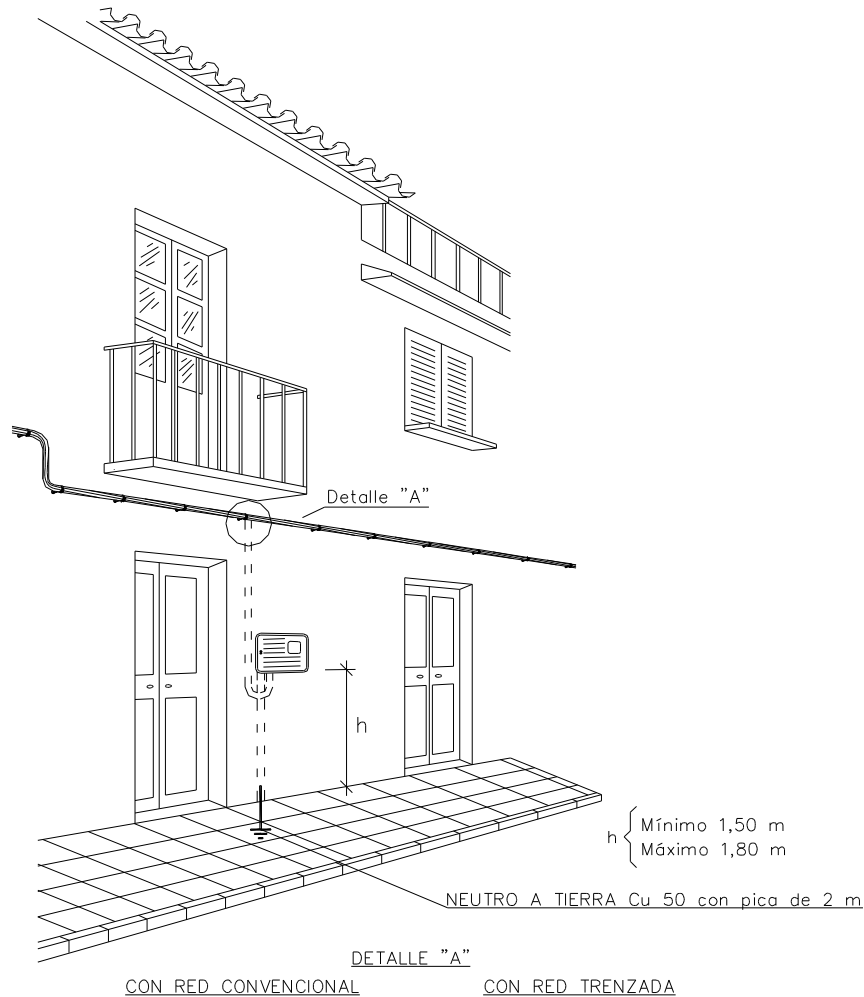 Detalle "A"
h
h
Mínimo 1,50 m
Máximo 1,80 m
NEUTRO A TIERRA Cu 50 con pica de 2 m
DETALLE "A"
CON RED CONVENCIONAL
CON RED TRENZADA